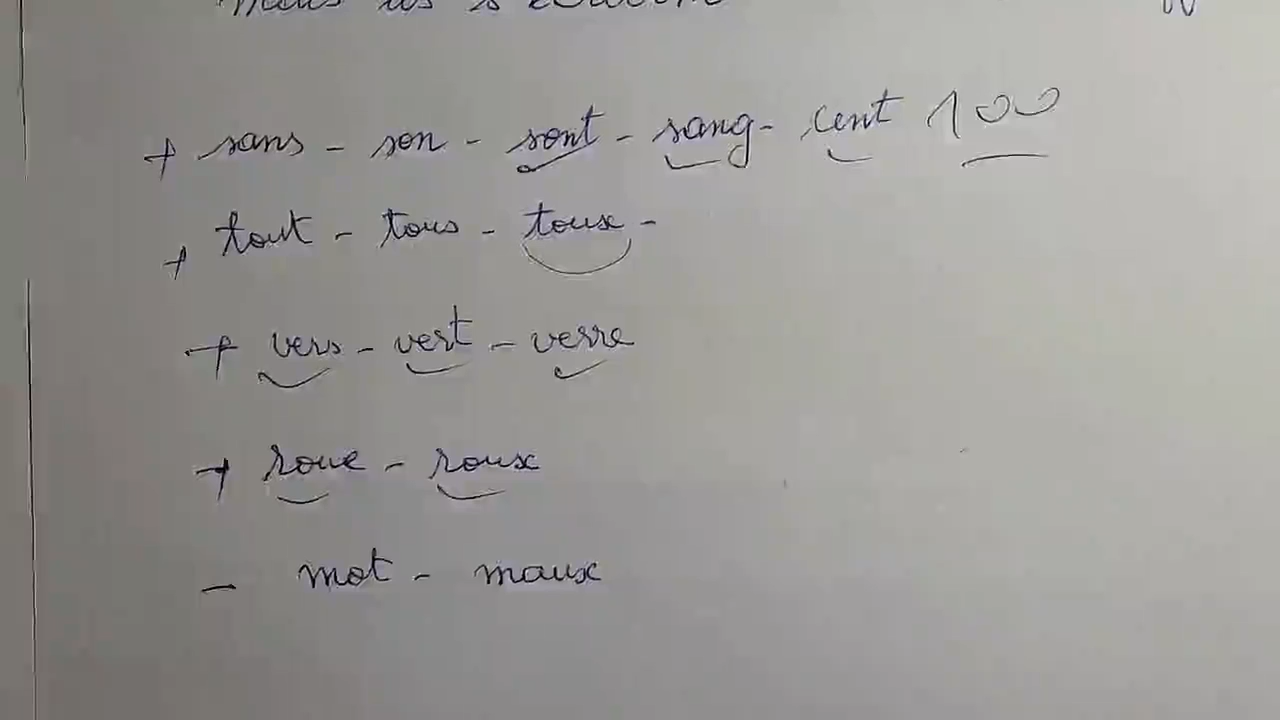 + sans - son - sont - sang - cent 100
+ tout - tous - toux -
+ vers - vert - verre
+ roue - roux
- mot - maux